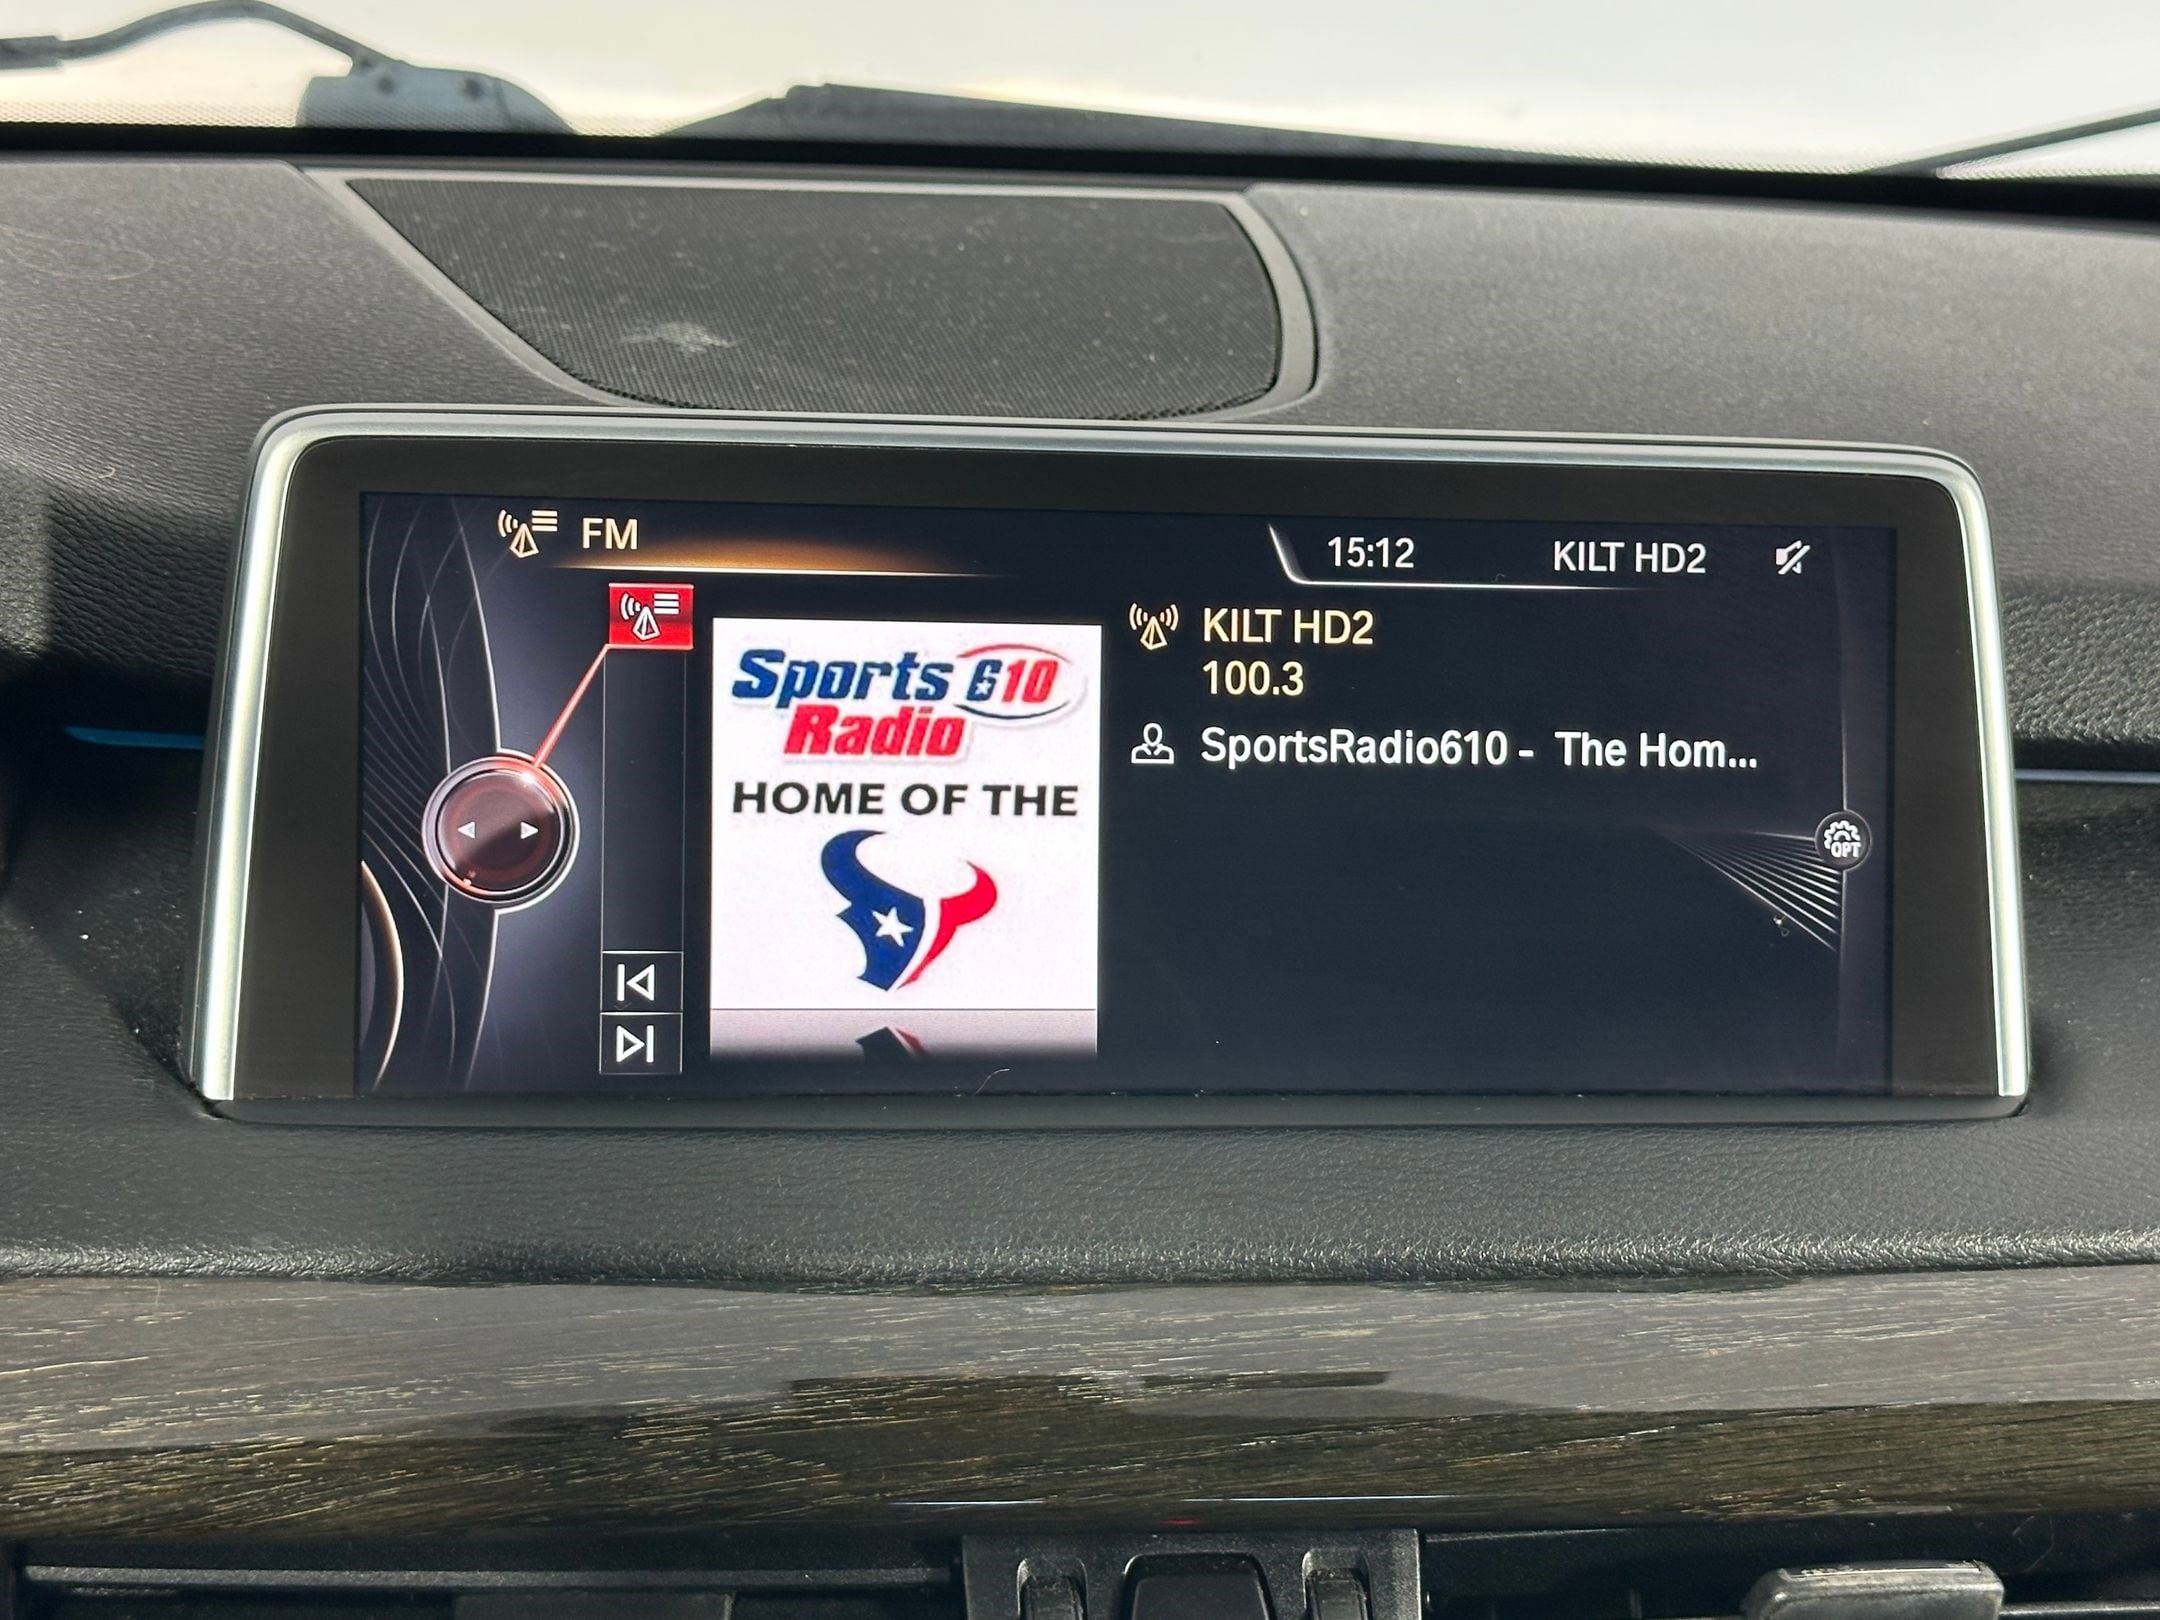 FM
15:12
KILT HD2
Sports 610
Radio
HOME OF THE
KILT HD2
100.3
SportsRadio610 - The Hom...
OPT